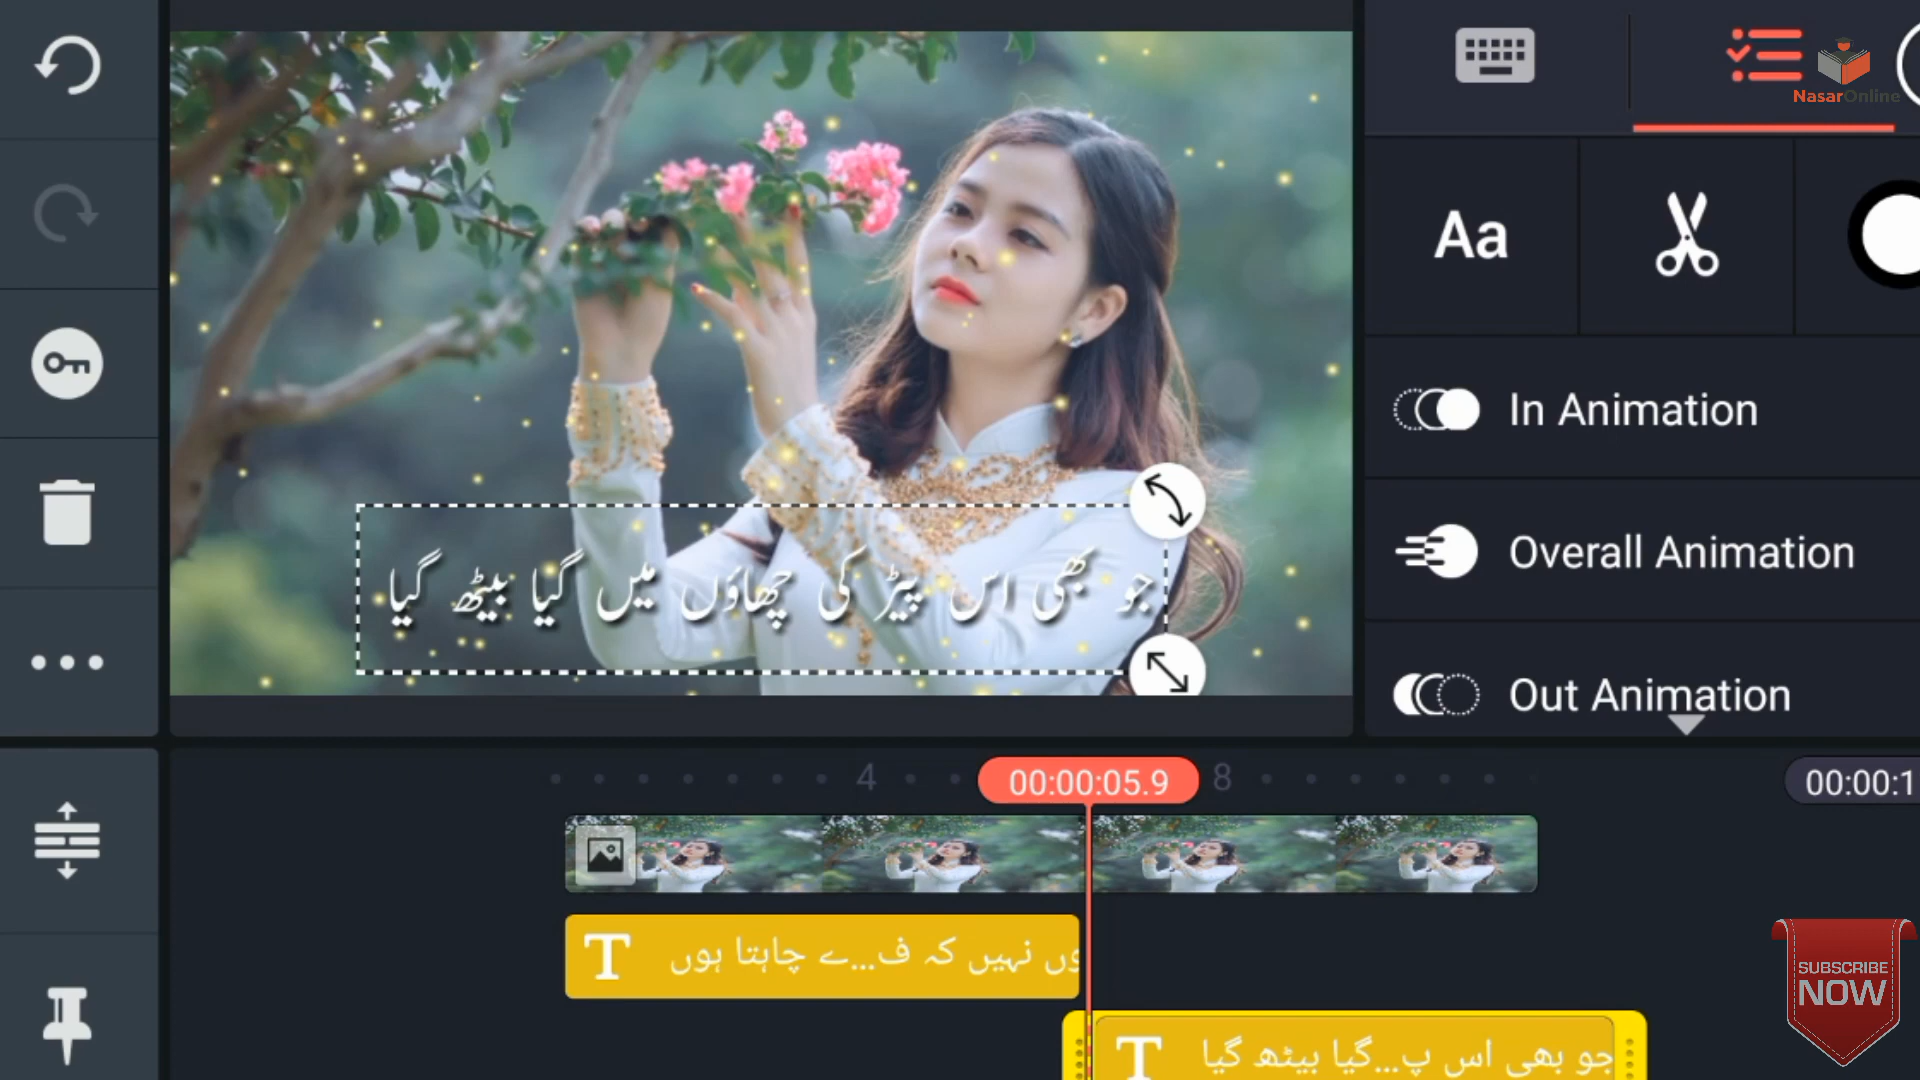 NasarOnline
Aa
In Animation
Overall Animation
Out Animation
جو بھی اس پیڑ کی چھاؤں میں گیا بیٹھ گیا
4
00:00:05.9
8
00:00:1
وں نہیں کہ ف...ے چاہتا ہوں
T
جو بھی اس پ...گیا بیٹھ گیا
T
SUBSCRIBE
NOW